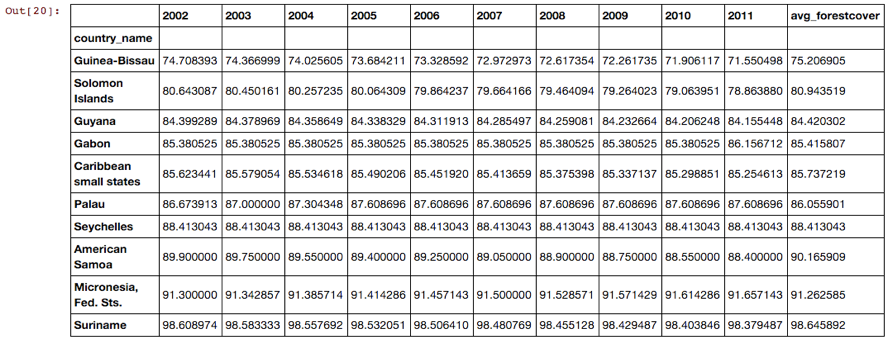 Out[20]:
2002 2003 2004 2005 2006 2007 2008 2009 2010 2011 avg_forestcover
country_name
Guinea-Bissau 74.708393 74.366999 74.025605 73.684211 73.328592 72.972973 72.617354 72.261735 71.906117 71.550498 75.206905
Solomon
Islands 80.643087 80.450161 80.257235 80.064309 79.864237 79.664166 79.464094 79.264023 79.063951 78.863880 80.943519
Guyana 84.399289 84.378969 84.358649 84.338329 84.311913 84.285497 84.259081 84.232664 84.206248 84.155448 84.420302
Gabon 85.380525 85.380525 85.380525 85.380525 85.380525 85.380525 85.380525 85.380525 85.380525 86.156712 85.415807
Caribbean
small states 85.623441 85.579054 85.534618 85.490206 85.451920 85.413659 85.375398 85.337137 85.298851 85.254613 85.737219
Palau 86.673913 87.000000 87.304348 87.608696 87.608696 87.608696 87.608696 87.608696 87.608696 87.608696 86.055901
Seychelles 88.413043 88.413043 88.413043 88.413043 88.413043 88.413043 88.413043 88.413043 88.413043 88.413043 88.413043
American
Samoa 89.900000 89.750000 89.550000 89.400000 89.250000 89.050000 88.900000 88.750000 88.550000 88.400000 90.165909
Micronesia,
Fed. Sts. 91.300000 91.342857 91.385714 91.414286 91.457143 91.500000 91.528571 91.571429 91.614286 91.657143 91.262585
Suriname 98.608974 98.583333 98.557692 98.532051 98.506410 98.480769 98.455128 98.429487 98.403846 98.379487 98.645892